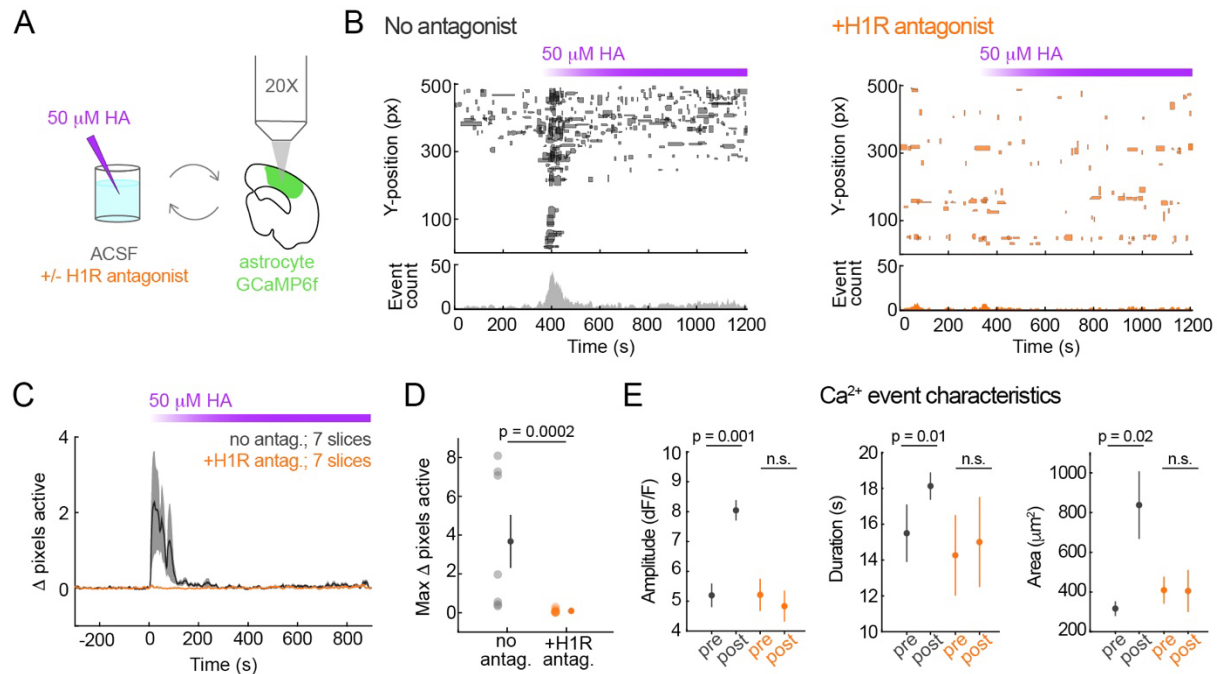 A
50 μM HA
20X
ACSF
+/- H1R antagonist
astrocyte
GCaMP6f
B
No antagonist
50 μM HA
500
300
100
Y-position (px)
50
0
Event
count
0 200 400 600 800 1000 1200
Time (s)
+H1R antagonist
50 μM HA
500
300
100
Y-position (px)
50
0
Event
count
0 200 400 600 800 1000 1200
Time (s)
C
50 μM HA
no antag.; 7 slices
+H1R antag.; 7 slices
4
2
0
Δ pixels active
-200 0 200 400 600 800
Time (s)
D
p = 0.0002
8
6
4
2
0
Max Δ pixels active
no
antag.
+H1R
antag.
E
Ca²⁺ event characteristics
p = 0.001
n.s.
9
8
7
6
5
4
Amplitude (dF/F)
pre post pre post
p = 0.01
n.s.
20
18
16
14
12
Duration (s)
pre post pre post
p = 0.02
n.s.
1000
800
600
400
200
Area (μm²)
pre post pre post